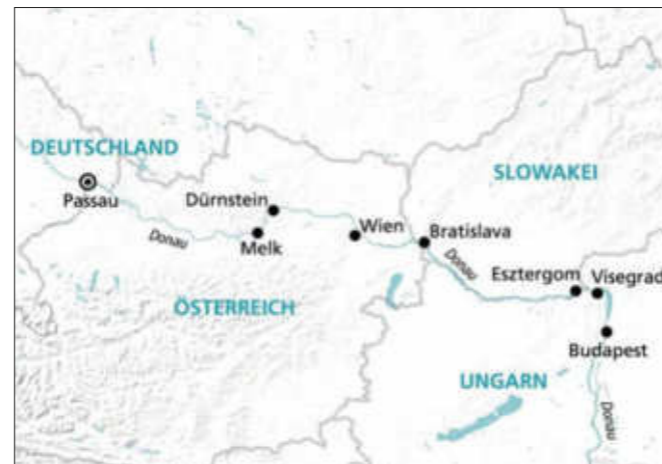 DEUTSCHLAND
Passau
SLOWAKEI
Dürnstein
Donau
Melk
Wien
Bratislava
Donau
Esztergom
Visegrad
ÖSTERREICH
Budapest
UNGARN
Donau